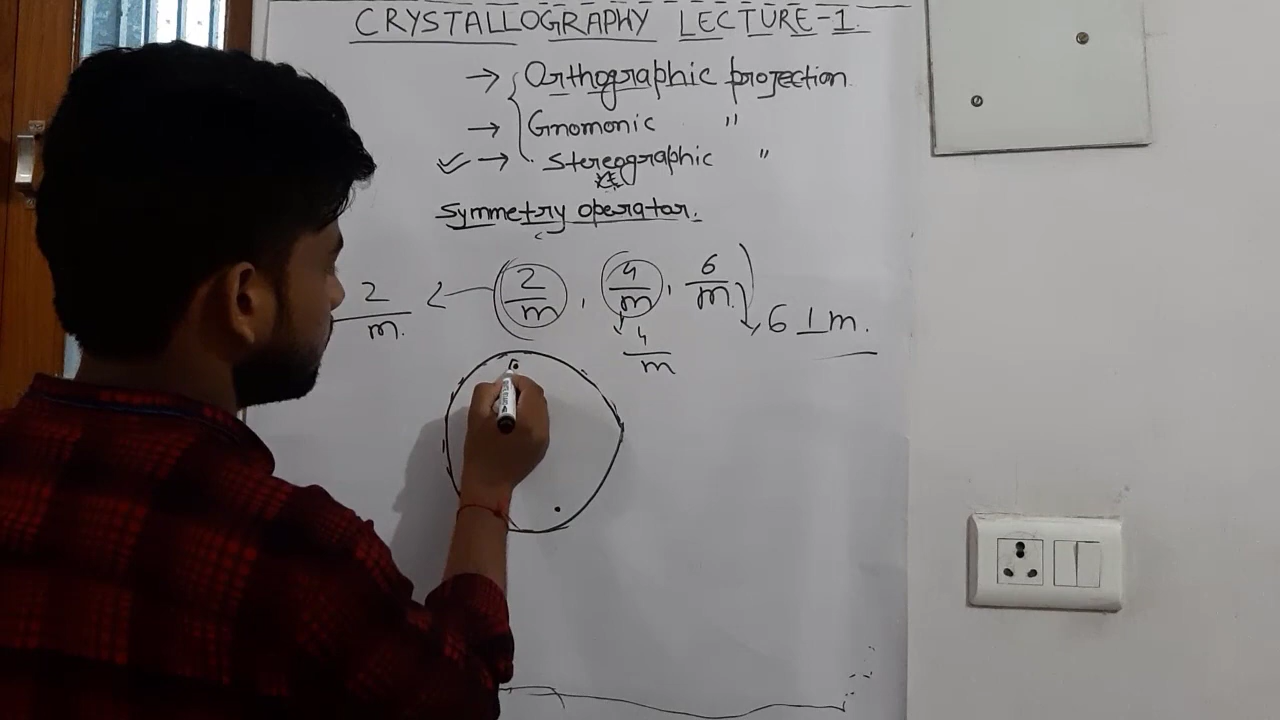 CRYSTALLOGRAPHY LECTURE-1.
→ Orthographic projection
→ Gnomonic "
✓ → Stereographic "
Symmetry operator.
2/m ← 2/m, 4/m, 6/m → 6 ⊥ m.
4/m